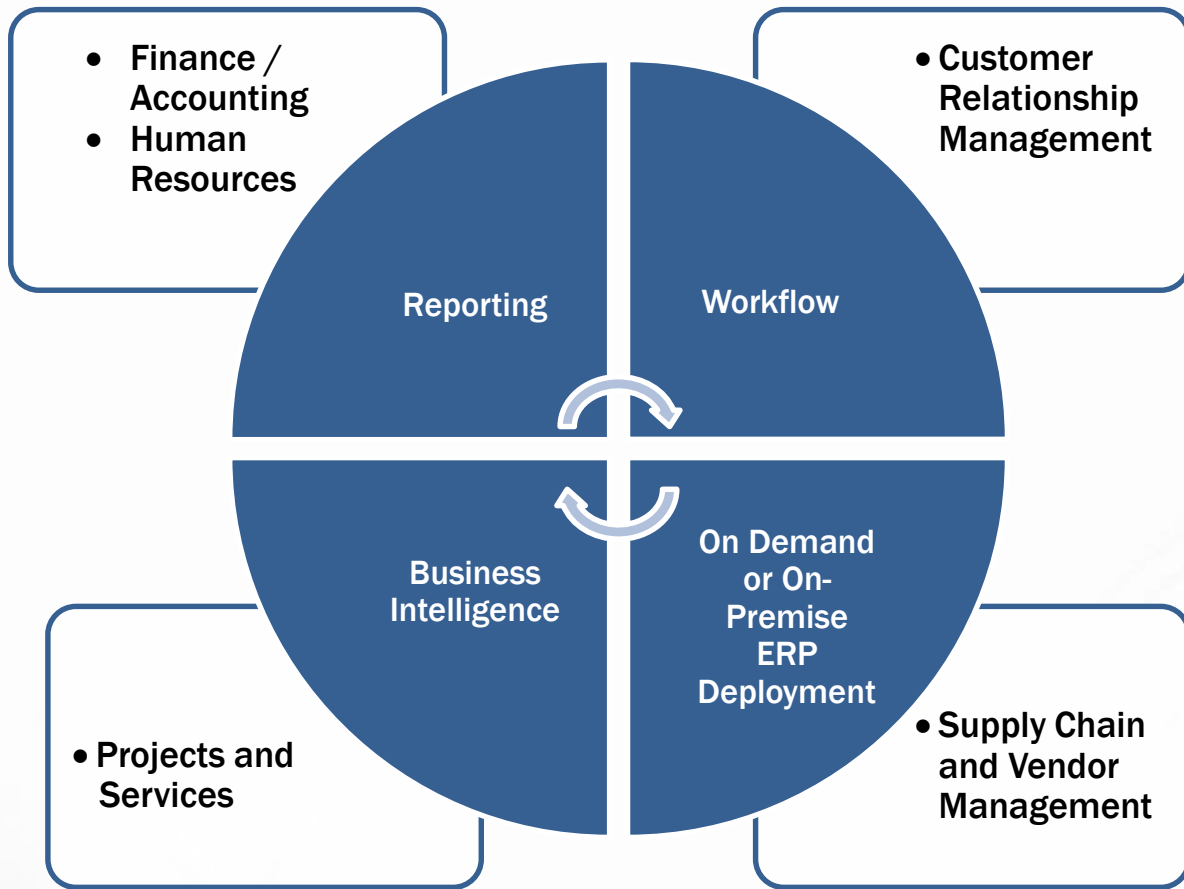 • Finance /
Accounting
• Human
Resources
• Customer
Relationship
Management
Reporting
Workflow
Business
Intelligence
On Demand
or On-
Premise
ERP
Deployment
• Projects and
Services
• Supply Chain
and Vendor
Management